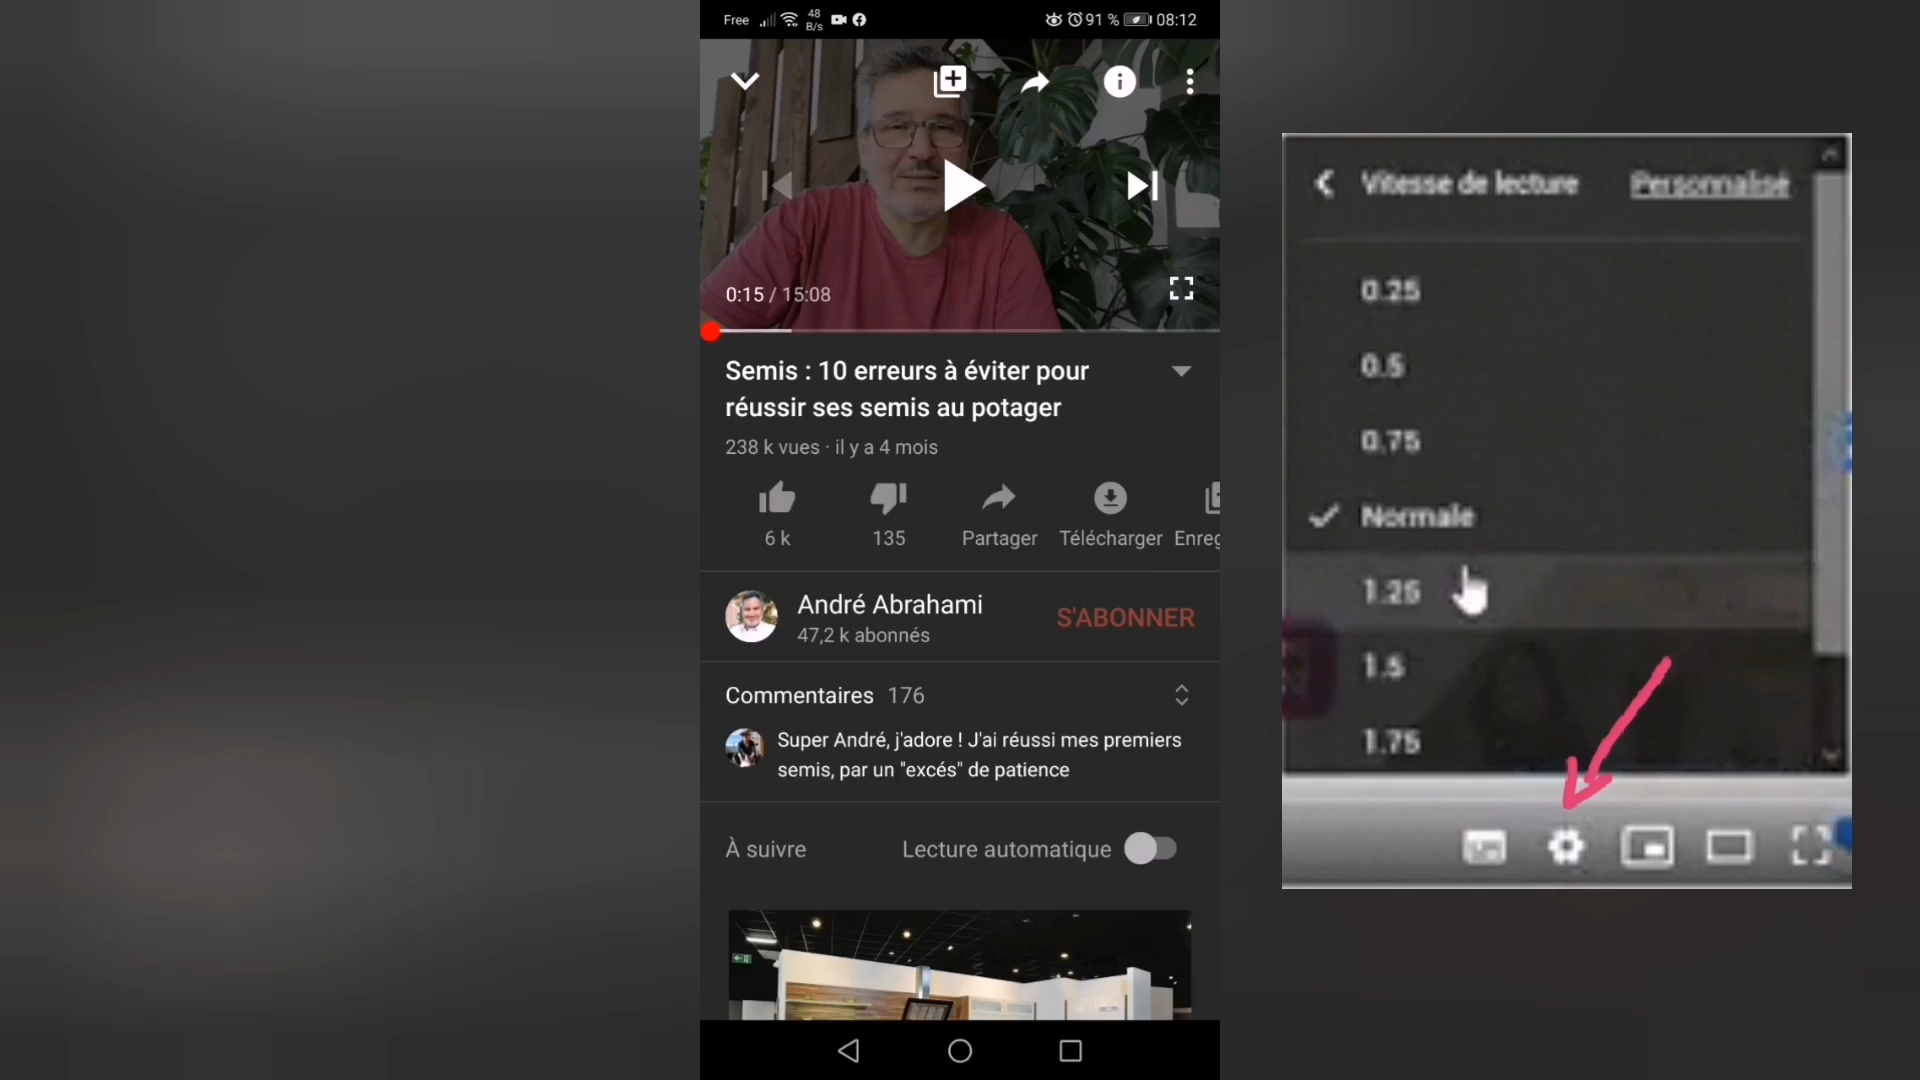 Free 48 B/s 91 % 08:12
0:15 / 15:08
Semis : 10 erreurs à éviter pour
réussir ses semis au potager
238 k vues · il y a 4 mois
6 k 135 Partager Télécharger Enreg
André Abrahami
47,2 k abonnés
S'ABONNER
Commentaires 176
Super André, j'adore ! J'ai réussi mes premiers
semis, par un "excés" de patience
À suivre Lecture automatique
Vitesse de lecture Personnalisé
0.25
0.5
0.75
Normale
1.25
1.5
1.75